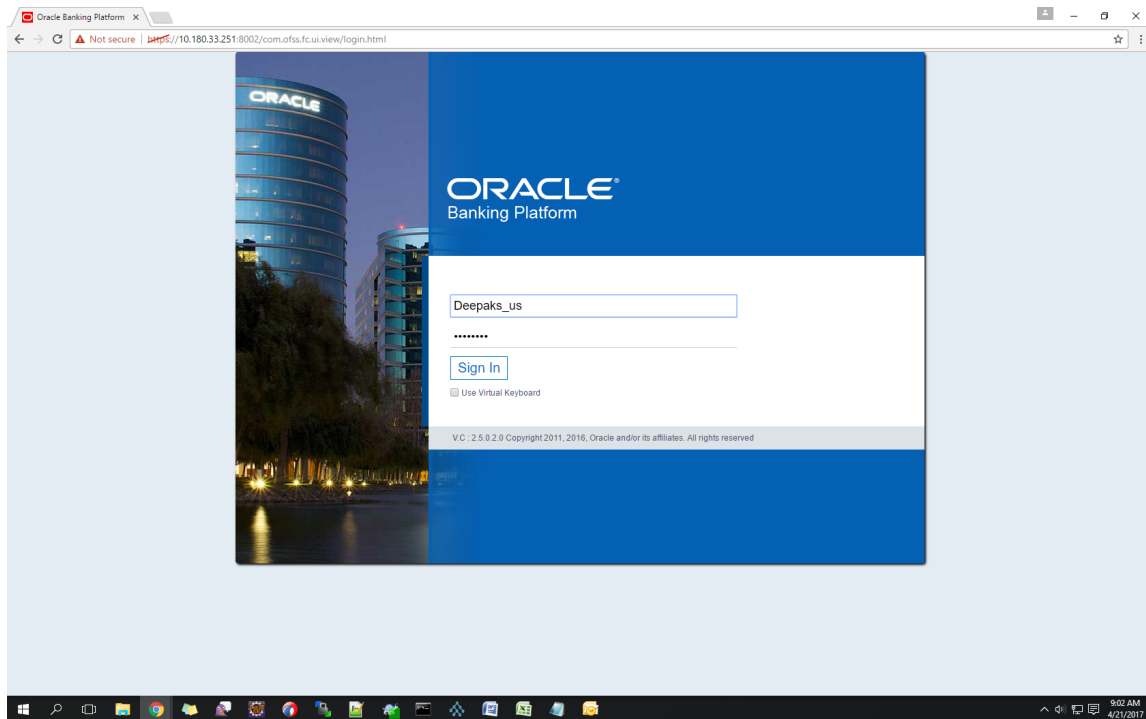 Oracle Banking Platform
Not secure https://10.180.33.251:8002/com.ofss.fc.ui.view/login.html
ORACLE
ORACLE®
Banking Platform
Deepaks_us
••••••••
Sign In
Use Virtual Keyboard
V.C : 2.5.0.2.0 Copyright 2011, 2016, Oracle and/or its affiliates. All rights reserved
9:02 AM
4/21/2017